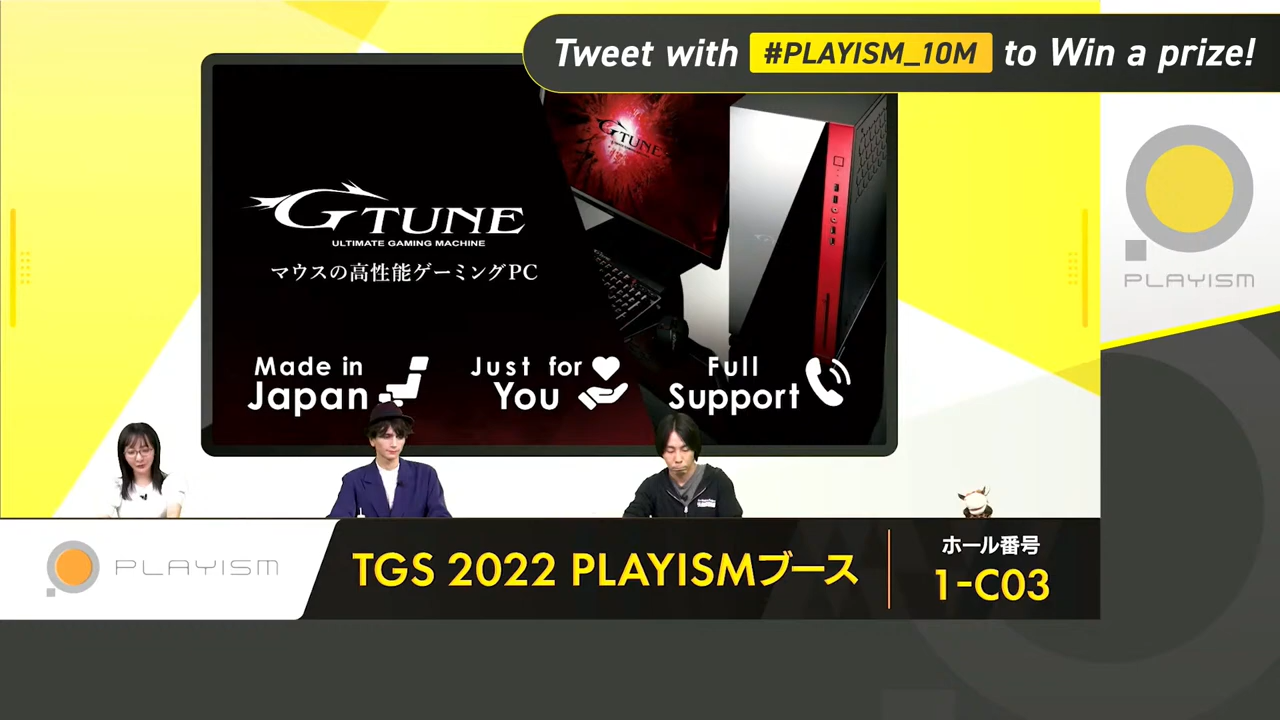 Tweet with #PLAYISM_10M to Win a prize!
GTUNE
GTUNE
ULTIMATE GAMING MACHINE
マウスの高性能ゲーミングPC
PLAYISM
Made in Japan
Just for You
Full Support
PLAYISM
TGS 2022 PLAYISMブース
ホール番号
1-C03